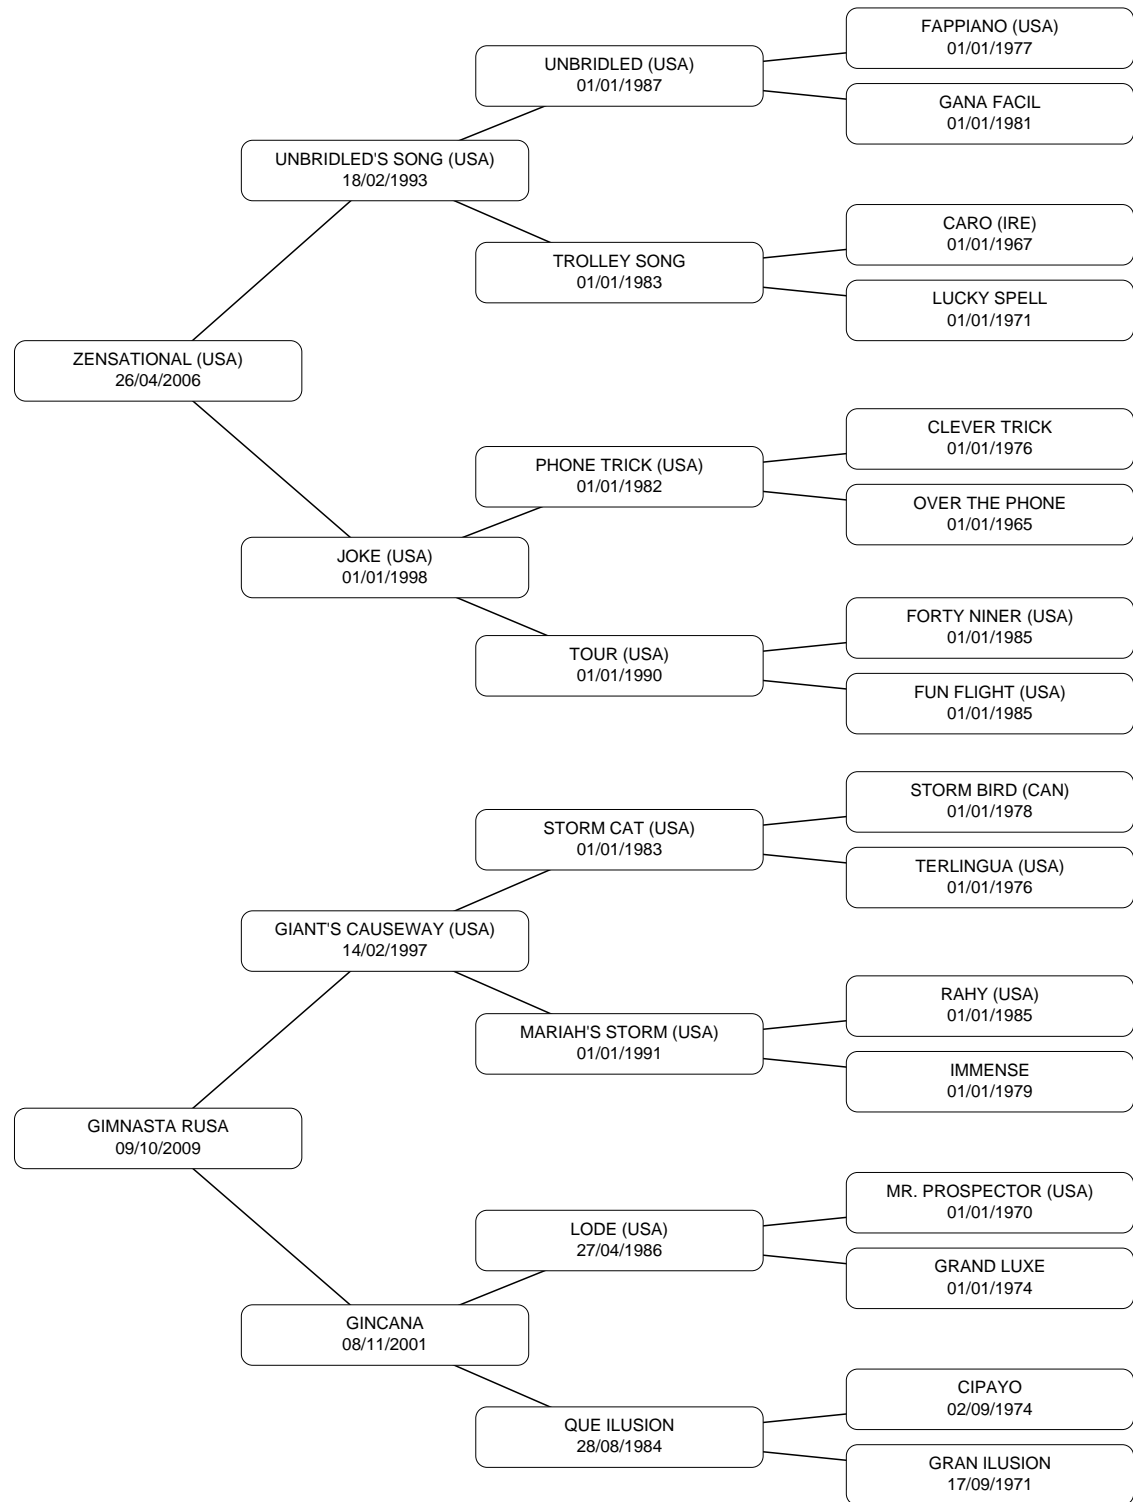 FAPPIANO (USA)
01/01/1977
UNBRIDLED (USA)
01/01/1987
GANA FACIL
01/01/1981
UNBRIDLED'S SONG (USA)
18/02/1993
CARO (IRE)
01/01/1967
TROLLEY SONG
01/01/1983
LUCKY SPELL
01/01/1971
ZENSATIONAL (USA)
26/04/2006
CLEVER TRICK
01/01/1976
PHONE TRICK (USA)
01/01/1982
OVER THE PHONE
01/01/1965
JOKE (USA)
01/01/1998
FORTY NINER (USA)
01/01/1985
TOUR (USA)
01/01/1990
FUN FLIGHT (USA)
01/01/1985
STORM BIRD (CAN)
01/01/1978
STORM CAT (USA)
01/01/1983
TERLINGUA (USA)
01/01/1976
GIANT'S CAUSEWAY (USA)
14/02/1997
RAHY (USA)
01/01/1985
MARIAH'S STORM (USA)
01/01/1991
IMMENSE
01/01/1979
GIMNASTA RUSA
09/10/2009
MR. PROSPECTOR (USA)
01/01/1970
LODE (USA)
27/04/1986
GRAND LUXE
01/01/1974
GINCANA
08/11/2001
CIPAYO
02/09/1974
QUE ILUSION
28/08/1984
GRAN ILUSION
17/09/1971